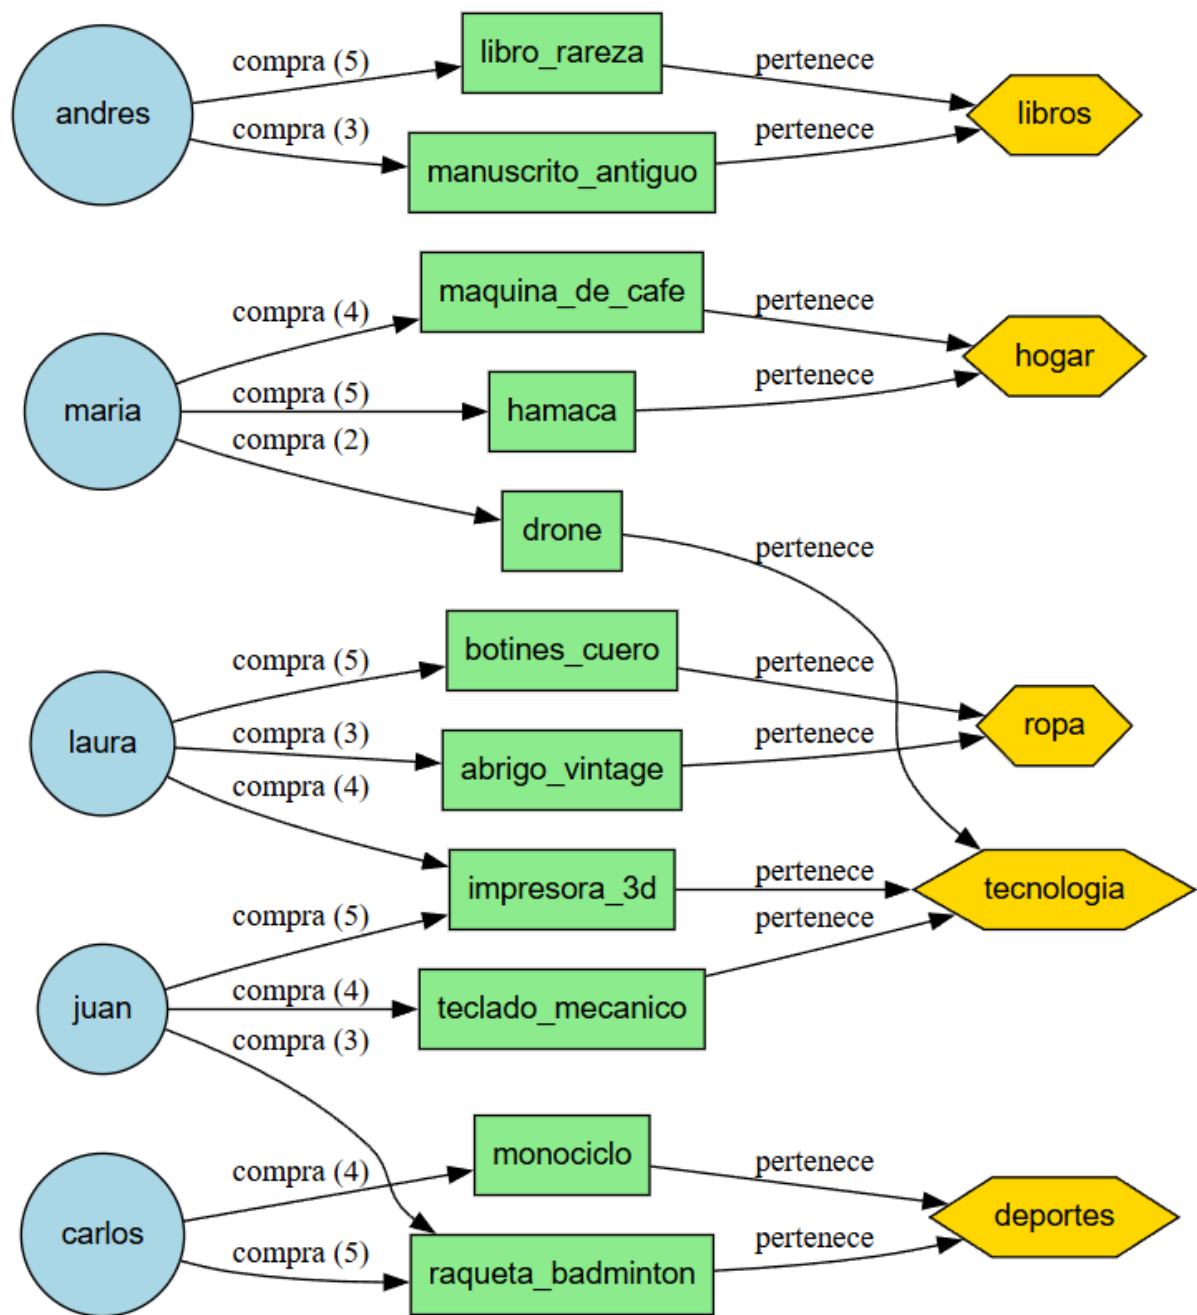 andres
compra (5)
libro_rareza
pertenece
libros
compra (3)
manuscrito_antiguo
pertenece
maria
compra (4)
maquina_de_cafe
pertenece
hogar
compra (5)
hamaca
pertenece
compra (2)
drone
pertenece
laura
compra (5)
botines_cuero
pertenece
ropa
compra (3)
abrigo_vintage
pertenece
compra (4)
impresora_3d
pertenece
tecnologia
juan
compra (5)
compra (4)
teclado_mecanico
pertenece
compra (3)
carlos
compra (4)
monociclo
pertenece
deportes
compra (5)
raqueta_badminton
pertenece